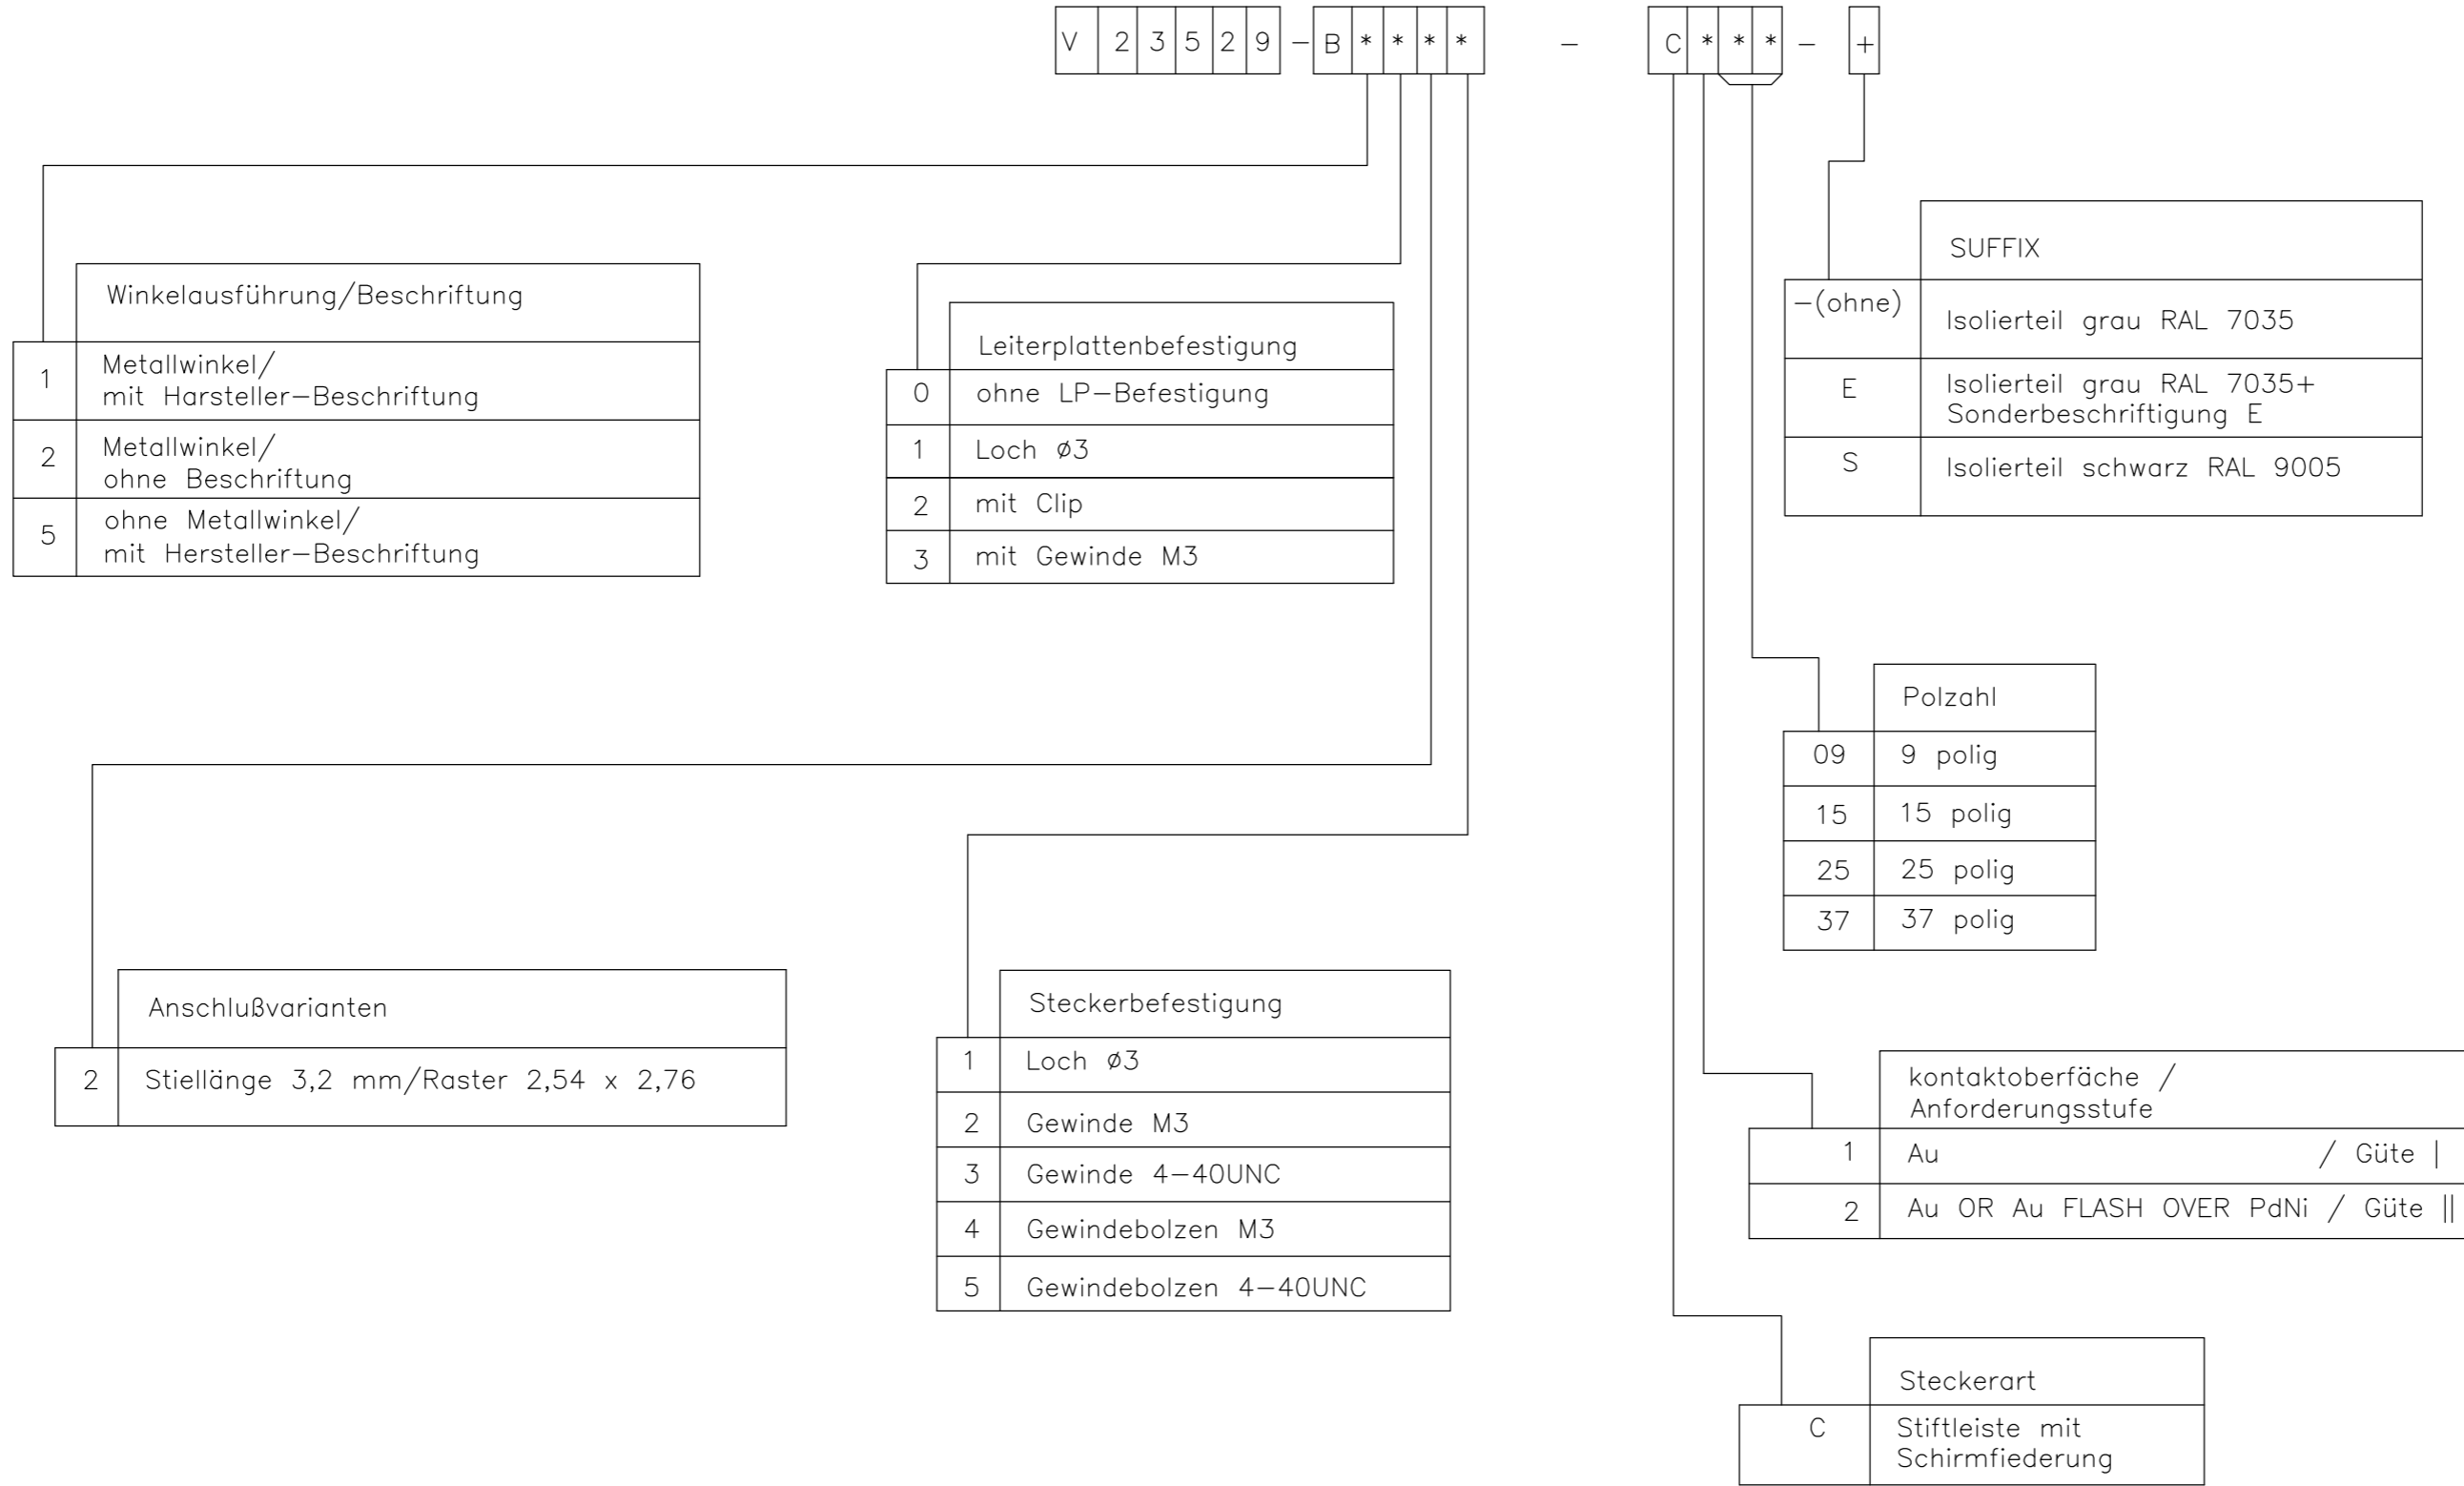 V 2 3 5 2 9 - B * * * * - C * * * - +
Winkelausführung/Beschriftung
1 Metallwinkel/
mit Harsteller-Beschriftung
2 Metallwinkel/
ohne Beschriftung
5 ohne Metallwinkel/
mit Hersteller-Beschriftung
Leiterplattenbefestigung
0 ohne LP-Befestigung
1 Loch ø3
2 mit Clip
3 mit Gewinde M3
SUFFIX
-(ohne) Isolierteil grau RAL 7035
E Isolierteil grau RAL 7035+
Sonderbeschriftigung E
S Isolierteil schwarz RAL 9005
Polzahl
09 9 polig
15 15 polig
25 25 polig
37 37 polig
Anschlußvarianten
2 Stiellänge 3,2 mm/Raster 2,54 x 2,76
Steckerbefestigung
1 Loch ø3
2 Gewinde M3
3 Gewinde 4-40UNC
4 Gewindebolzen M3
5 Gewindebolzen 4-40UNC
kontaktoberfäche /
Anforderungsstufe
1 Au / Güte |
2 Au OR Au FLASH OVER PdNi / Güte ||
Steckerart
C Stiftleiste mit
Schirmfiederung